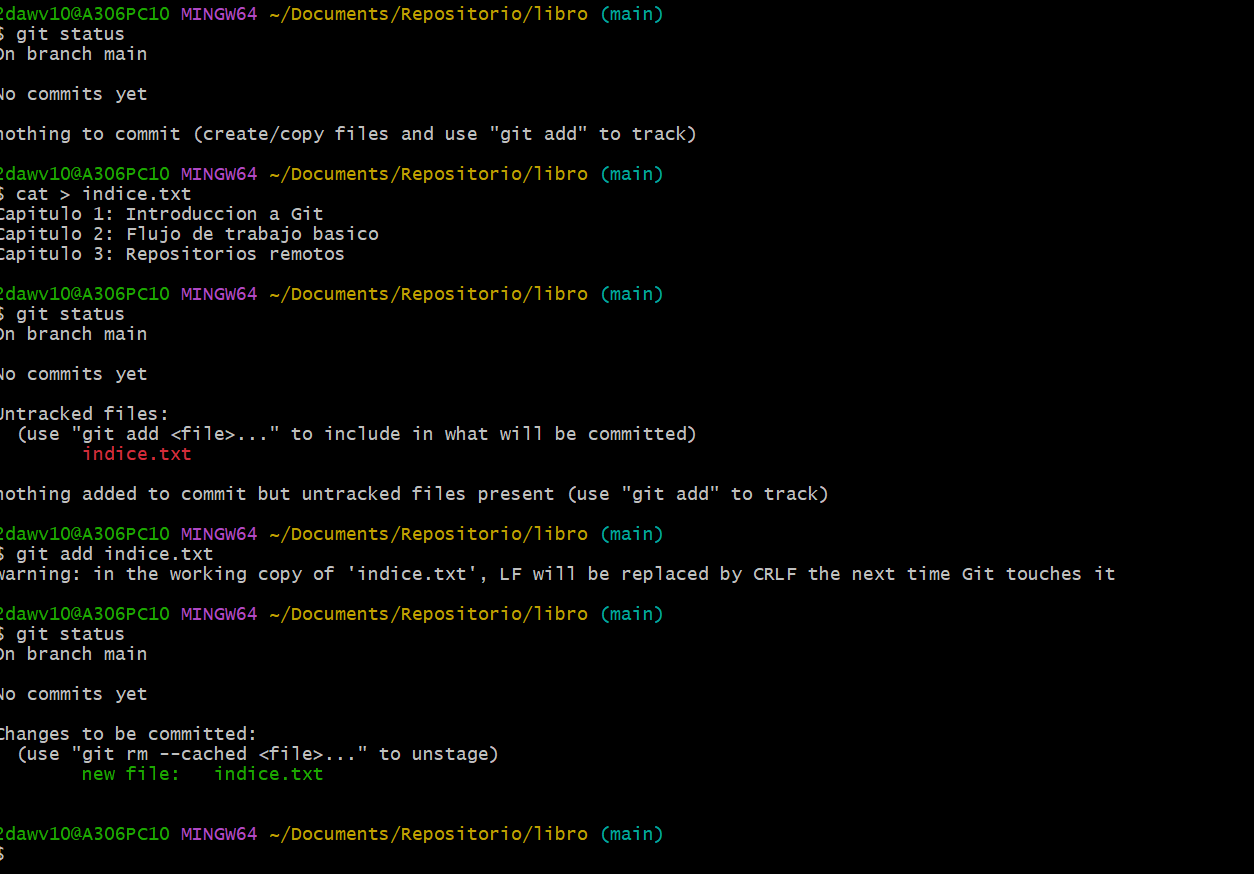 2dawv10@A306PC10 MINGW64 ~/Documents/Repositorio/libro (main)
$ git status
On branch main
No commits yet
nothing to commit (create/copy files and use "git add" to track)
2dawv10@A306PC10 MINGW64 ~/Documents/Repositorio/libro (main)
$ cat > indice.txt
Capitulo 1: Introduccion a Git
Capitulo 2: Flujo de trabajo basico
Capitulo 3: Repositorios remotos
2dawv10@A306PC10 MINGW64 ~/Documents/Repositorio/libro (main)
$ git status
On branch main
No commits yet
Untracked files:
  (use "git add <file>..." to include in what will be committed)
        indice.txt
nothing added to commit but untracked files present (use "git add" to track)
2dawv10@A306PC10 MINGW64 ~/Documents/Repositorio/libro (main)
$ git add indice.txt
warning: in the working copy of 'indice.txt', LF will be replaced by CRLF the next time Git touches it
2dawv10@A306PC10 MINGW64 ~/Documents/Repositorio/libro (main)
$ git status
On branch main
No commits yet
Changes to be committed:
  (use "git rm --cached <file>..." to unstage)
        new file:   indice.txt
2dawv10@A306PC10 MINGW64 ~/Documents/Repositorio/libro (main)
$